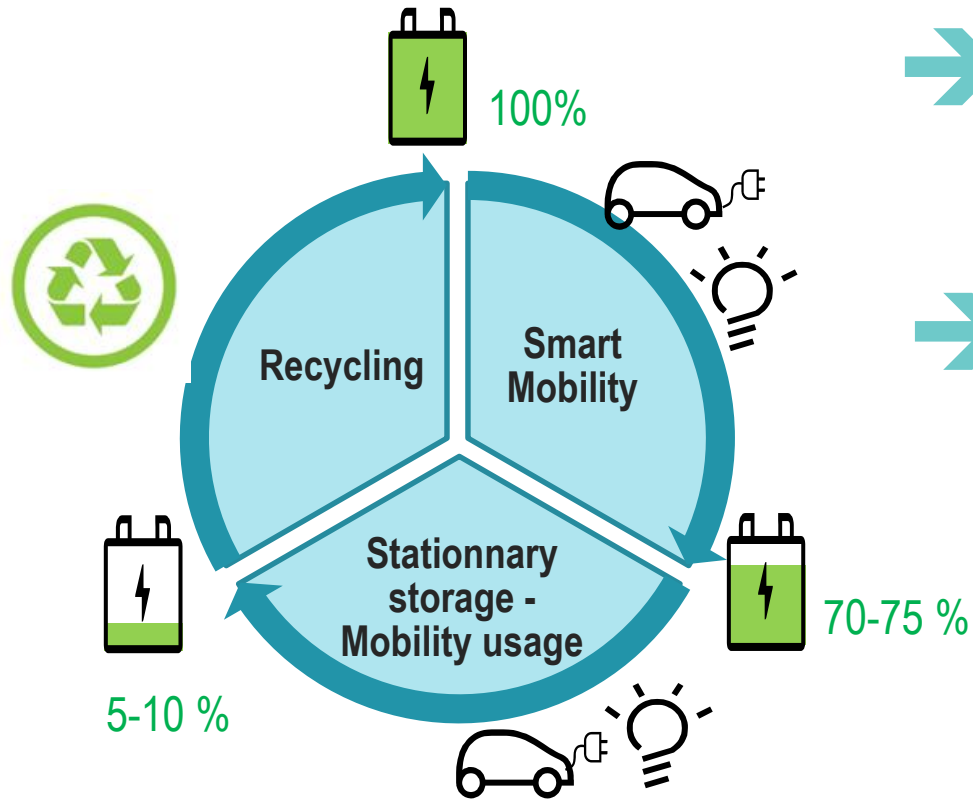 100%
Recycling
Smart
Mobility
Stationnary
storage -
Mobility usage
70-75 %
5-10 %